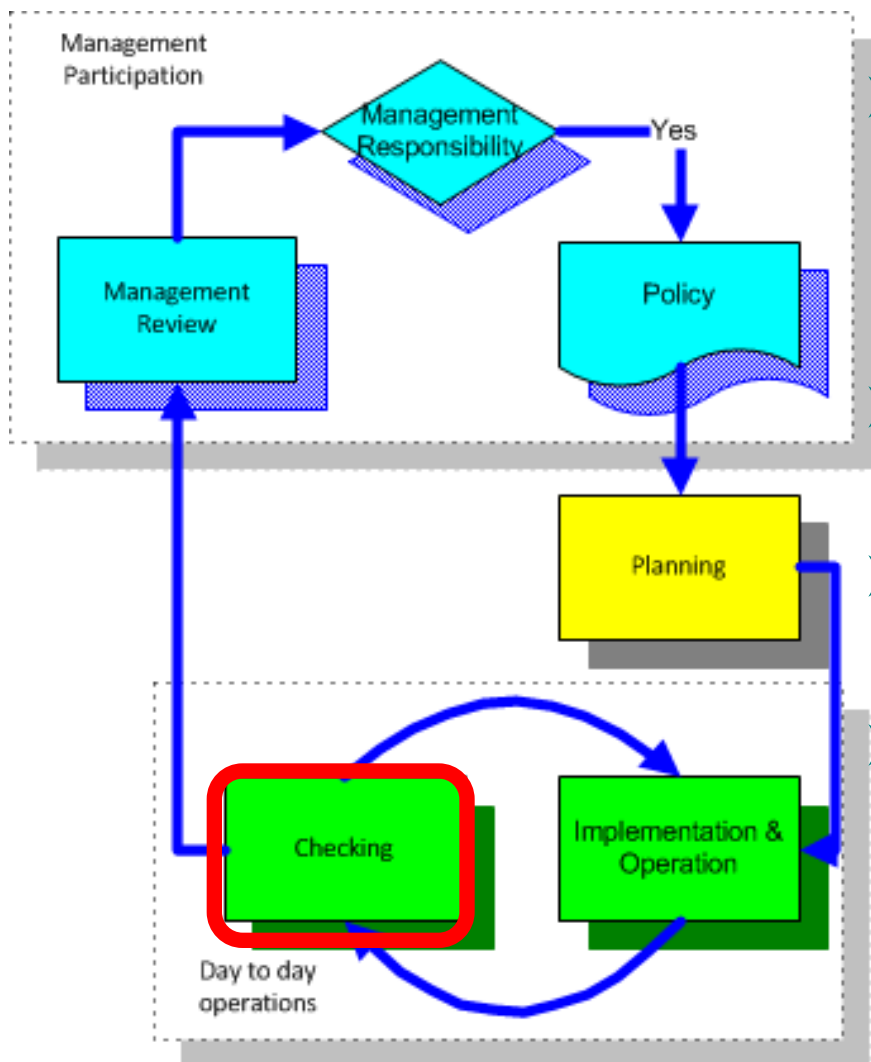 Management
Participation
Management
Responsibility
Yes
Management
Review
Policy
Planning
Checking
Implementation &
Operation
Day to day
operations